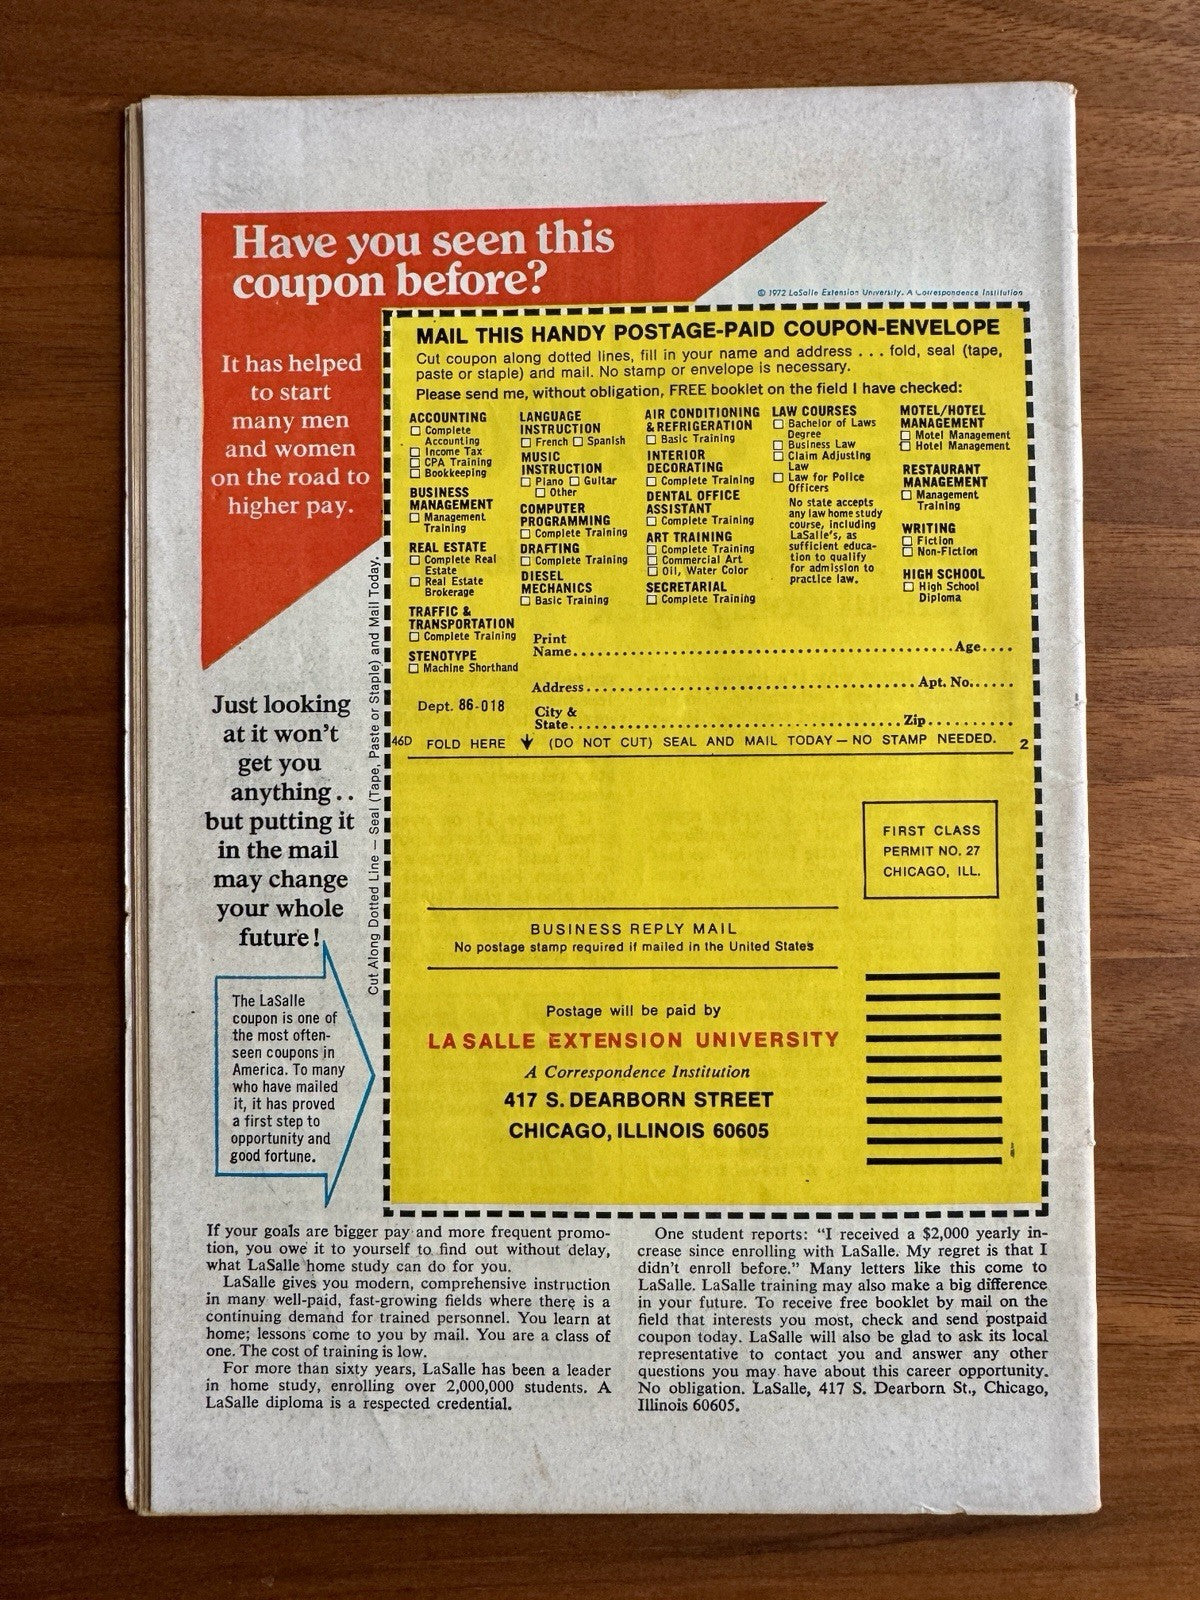 Have you seen this
coupon before?
© 1972 LaSalle Extension University. A Correspondence Institution
It has helped
to start
many men
and women
on the road to
higher pay.
Just looking
at it won't
get you
anything..
but putting it
in the mail
may change
your whole
future!
The LaSalle
coupon is one of
the most often-
seen coupons in
America. To many
who have mailed
it, it has proved
a first step to
opportunity and
good fortune.
Cut Along Dotted Line — Seal (Tape, Paste or Staple) and Mail Today.
MAIL THIS HANDY POSTAGE-PAID COUPON-ENVELOPE
Cut coupon along dotted lines, fill in your name and address . . . fold, seal (tape,
paste or staple) and mail. No stamp or envelope is necessary.
Please send me, without obligation, FREE booklet on the field I have checked:
ACCOUNTING
☐ Complete
Accounting
☐ Income Tax
☐ CPA Training
☐ Bookkeeping
BUSINESS
MANAGEMENT
☐ Management
Training
REAL ESTATE
☐ Complete Real
Estate
☐ Real Estate
Brokerage
TRAFFIC &
TRANSPORTATION
☐ Complete Training
STENOTYPE
☐ Machine Shorthand
LANGUAGE
INSTRUCTION
☐ French ☐ Spanish
MUSIC
INSTRUCTION
☐ Piano ☐ Guitar
☐ Other
COMPUTER
PROGRAMMING
☐ Complete Training
DRAFTING
☐ Complete Training
DIESEL
MECHANICS
☐ Basic Training
AIR CONDITIONING
& REFRIGERATION
☐ Basic Training
INTERIOR
DECORATING
☐ Complete Training
DENTAL OFFICE
ASSISTANT
☐ Complete Training
ART TRAINING
☐ Complete Training
☐ Commercial Art
☐ Oil, Water Color
SECRETARIAL
☐ Complete Training
LAW COURSES
☐ Bachelor of Laws
Degree
☐ Business Law
☐ Claim Adjusting
Law
☐ Law for Police
Officers
No state accepts
any law home study
course, including
LaSalle's, as
sufficient educa-
tion to qualify
for admission to
practice law.
MOTEL/HOTEL
MANAGEMENT
☐ Motel Management
☐ Hotel Management
RESTAURANT
MANAGEMENT
☐ Management
Training
WRITING
☐ Fiction
☐ Non-Fiction
HIGH SCHOOL
☐ High School
Diploma
Print
Name.......................Age....
Address.......................Apt. No......
Dept. 86-018
City &
State.......................Zip............
46D FOLD HERE ↓ (DO NOT CUT) SEAL AND MAIL TODAY — NO STAMP NEEDED. 2
FIRST CLASS
PERMIT NO. 27
CHICAGO, ILL.
BUSINESS REPLY MAIL
No postage stamp required if mailed in the United States
Postage will be paid by
LA SALLE EXTENSION UNIVERSITY
A Correspondence Institution
417 S. DEARBORN STREET
CHICAGO, ILLINOIS 60605
If your goals are bigger pay and more frequent promo-
tion, you owe it to yourself to find out without delay,
what LaSalle home study can do for you.
LaSalle gives you modern, comprehensive instruction
in many well-paid, fast-growing fields where there is a
continuing demand for trained personnel. You learn at
home; lessons come to you by mail. You are a class of
one. The cost of training is low.
For more than sixty years, LaSalle has been a leader
in home study, enrolling over 2,000,000 students. A
LaSalle diploma is a respected credential.
One student reports: "I received a $2,000 yearly in-
crease since enrolling with LaSalle. My regret is that I
didn't enroll before." Many letters like this come to
LaSalle. LaSalle training may also make a big difference
in your future. To receive free booklet by mail on the
field that interests you most, check and send postpaid
coupon today. LaSalle will also be glad to ask its local
representative to contact you and answer any other
questions you may have about this career opportunity.
No obligation. LaSalle, 417 S. Dearborn St., Chicago,
Illinois 60605.